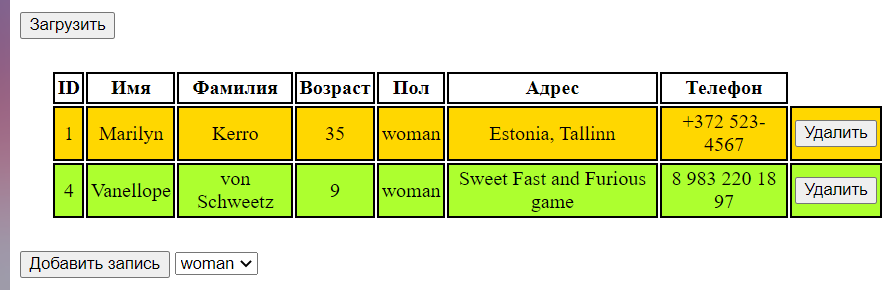 Загрузить
ID Имя Фамилия Возраст Пол Адрес Телефон
1 Marilyn Kerro 35 woman Estonia, Tallinn +372 523-
4567 Удалить
4 Vanellope von
Schweetz 9 woman Sweet Fast and Furious
game 8 983 220 18
97 Удалить
Добавить запись woman